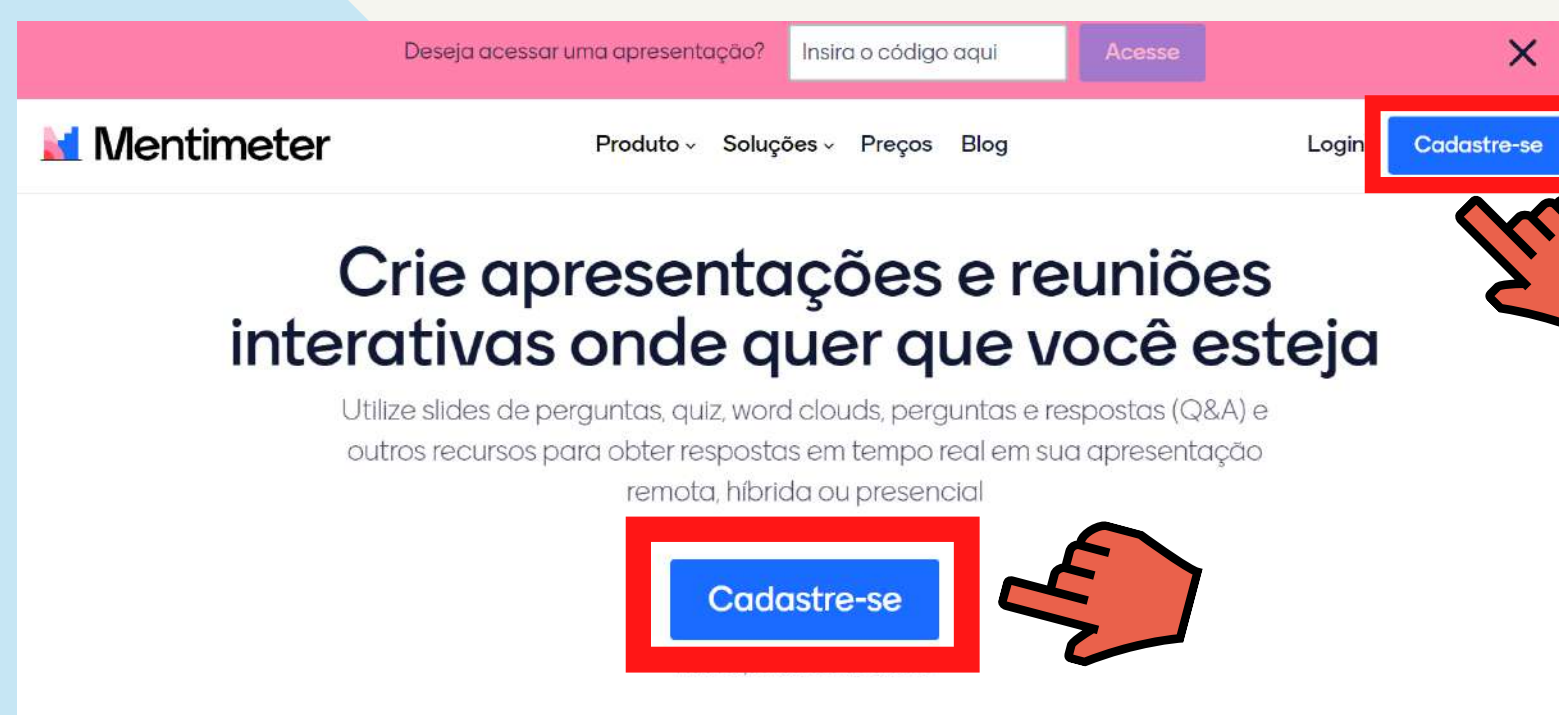 Deseja acessar uma apresentação? Insira o código aqui Acesse
Mentimeter Produto Soluções Preços Blog Login Cadastre-se
Crie apresentações e reuniões
interativas onde quer que você esteja
Utilize slides de perguntas, quiz, word clouds, perguntas e respostas (Q&A) e
outros recursos para obter respostas em tempo real em sua apresentação
remota, híbrida ou presencial
Cadastre-se